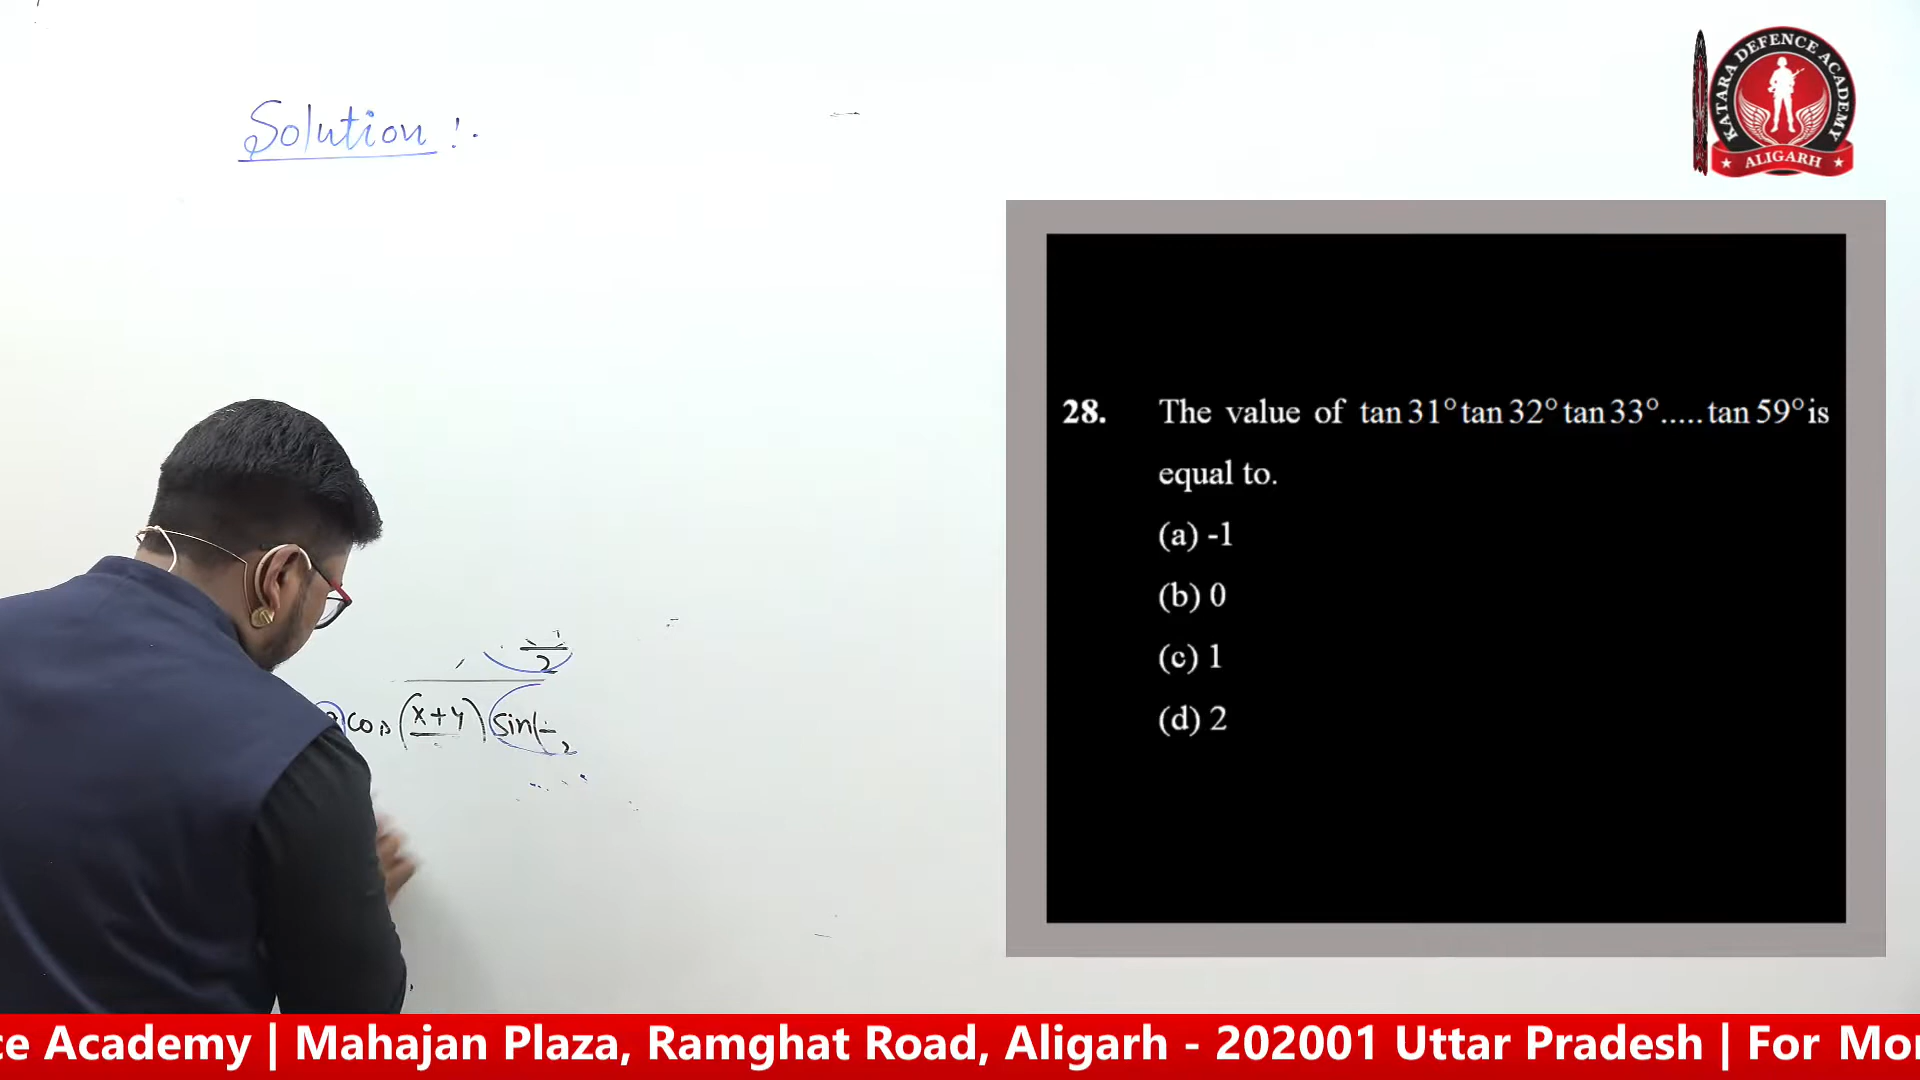 Solution :-
KATARA DEFENCE ACADEMY
ALIGARH
28. The value of tan 31° tan 32° tan 33° ..... tan 59° is
equal to.
(a) -1
(b) 0
(c) 1
(d) 2
2
cos (x+y) sin(
2
ce Academy | Mahajan Plaza, Ramghat Road, Aligarh - 202001 Uttar Pradesh | For Mor